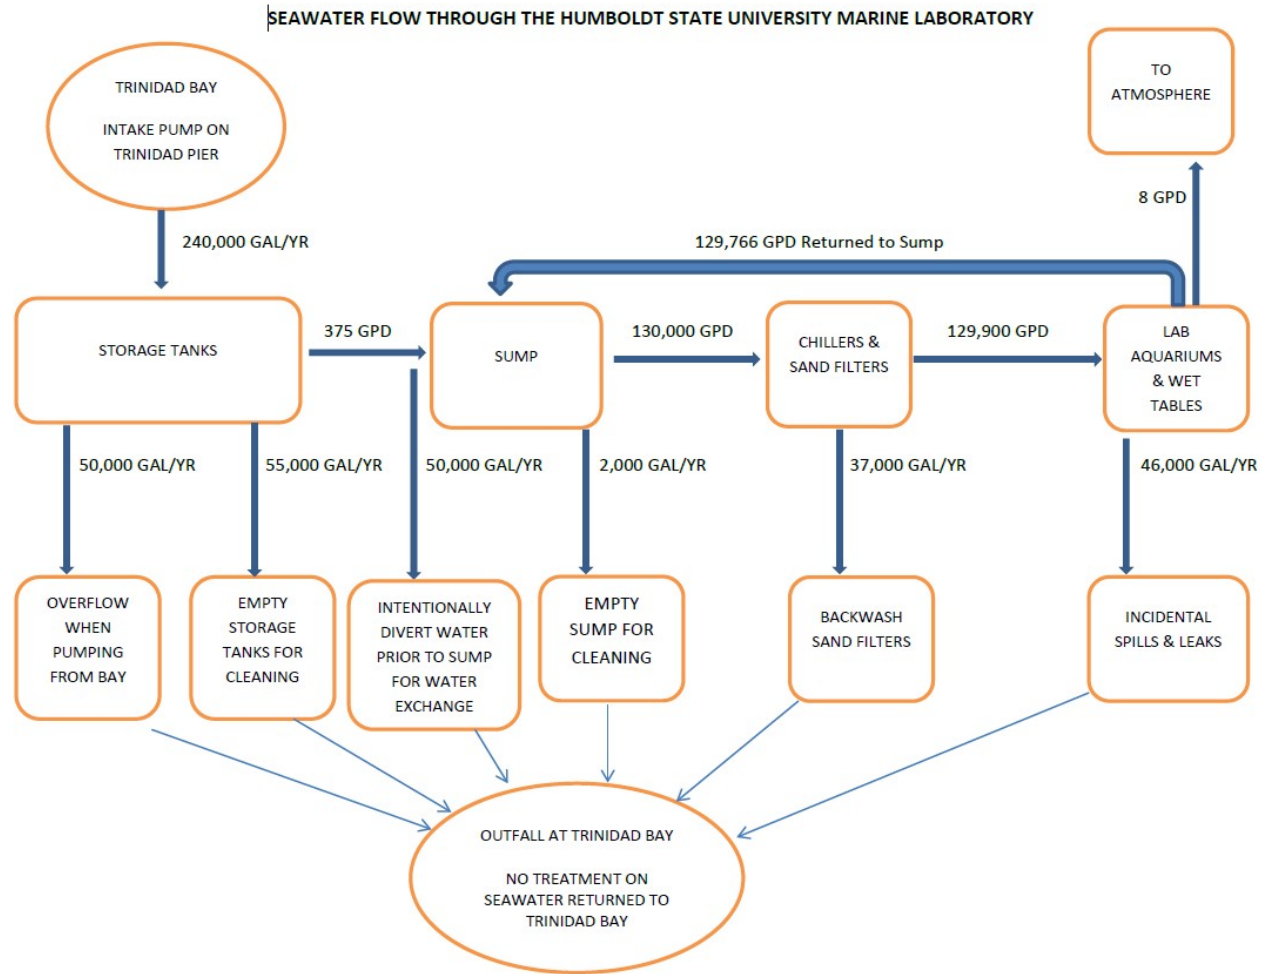 SEAWATER FLOW THROUGH THE HUMBOLDT STATE UNIVERSITY MARINE LABORATORY
TRINIDAD BAY
INTAKE PUMP ON
TRINIDAD PIER
TO
ATMOSPHERE
8 GPD
240,000 GAL/YR
129,766 GPD Returned to Sump
STORAGE TANKS
375 GPD
SUMP
130,000 GPD
CHILLERS &
SAND FILTERS
129,900 GPD
LAB
AQUARIUMS
& WET
TABLES
50,000 GAL/YR
55,000 GAL/YR
50,000 GAL/YR
2,000 GAL/YR
37,000 GAL/YR
46,000 GAL/YR
OVERFLOW
WHEN
PUMPING
FROM BAY
EMPTY
STORAGE
TANKS FOR
CLEANING
INTENTIONALLY
DIVERT WATER
PRIOR TO SUMP
FOR WATER
EXCHANGE
EMPTY
SUMP FOR
CLEANING
BACKWASH
SAND FILTERS
INCIDENTAL
SPILLS & LEAKS
OUTFALL AT TRINIDAD BAY
NO TREATMENT ON
SEAWATER RETURNED TO
TRINIDAD BAY